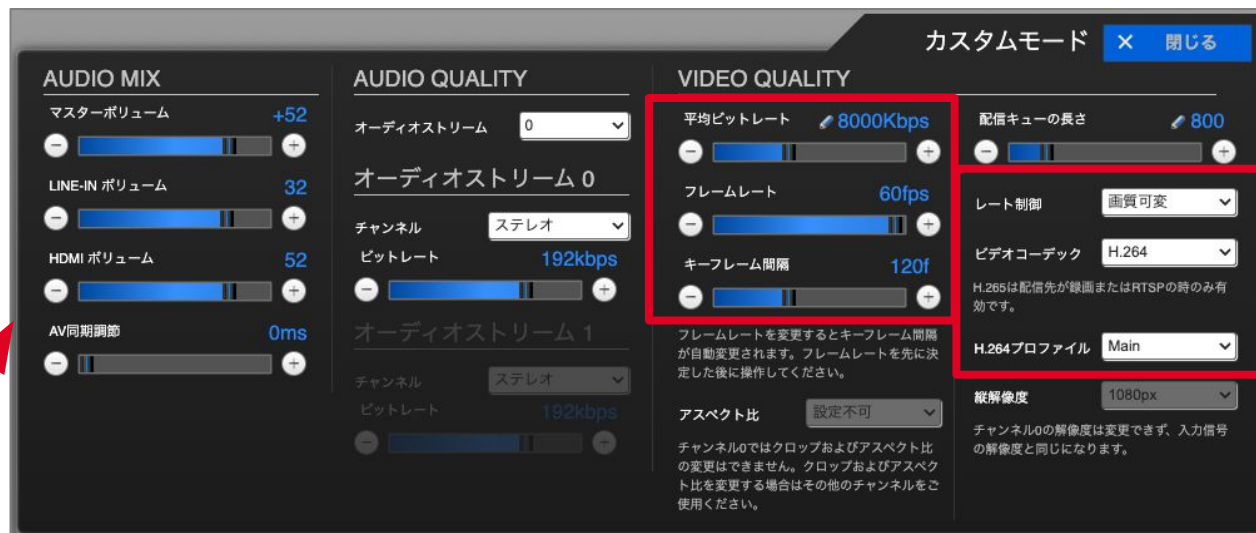 カスタムモード
× 閉じる
AUDIO MIX
マスターボリューム +52
LINE-IN ボリューム 32
HDMI ボリューム 52
AV同期調節 0ms
AUDIO QUALITY
オーディオストリーム 0
オーディオストリーム 0
チャンネル ステレオ
ビットレート 192kbps
オーディオストリーム 1
チャンネル ステレオ
ビットレート 192kbps
VIDEO QUALITY
平均ビットレート 8000Kbps
フレームレート 60fps
キーフレーム間隔 120f
フレームレートを変更するとキーフレーム間隔
が自動変更されます。フレームレートを先に決
定した後に操作してください。
アスペクト比 設定不可
チャンネル0ではクロップおよびアスペクト比
の変更はできません。クロップおよびアスペク
ト比を変更する場合はその他のチャンネルをご
使用ください。
配信キューの長さ 800
レート制御 画質可変
ビデオコーデック H.264
H.265は配信先が録画またはRTSPの時のみ有
効です。
H.264プロファイル Main
縦解像度 1080px
チャンネル0の解像度は変更できず、入力信号
の解像度と同じになります。